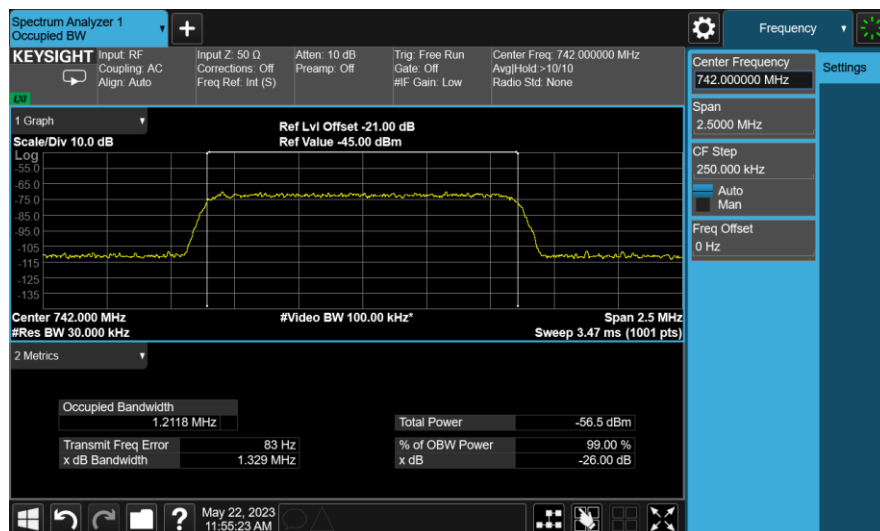 Spectrum Analyzer 1
Occupied BW
+
Frequency
KEYSIGHT
Input: RF
Coupling: AC
Align: Auto
Input Z: 50 Ω
Corrections: Off
Freq Ref: Int (S)
Atten: 10 dB
Preamp: Off
Trig: Free Run
Gate: Off
#IF Gain: Low
Center Freq: 742.000000 MHz
Avg|Hold:>10/10
Radio Std: None
LXI
Center Frequency
742.000000 MHz
Settings
Span
2.5000 MHz
CF Step
250.000 kHz
Auto
Man
Freq Offset
0 Hz
1 Graph
Scale/Div 10.0 dB
Ref Lvl Offset -21.00 dB
Ref Value -45.00 dBm
Log
-55.0
-65.0
-75.0
-85.0
-95.0
-105
-115
-125
-135
Center 742.000 MHz
#Res BW 30.000 kHz
#Video BW 100.00 kHz*
Span 2.5 MHz
Sweep 3.47 ms (1001 pts)
2 Metrics
Occupied Bandwidth
1.2118 MHz
Total Power -56.5 dBm
Transmit Freq Error 83 Hz
% of OBW Power 99.00 %
x dB Bandwidth 1.329 MHz
x dB -26.00 dB
?
May 22, 2023
11:55:23 AM